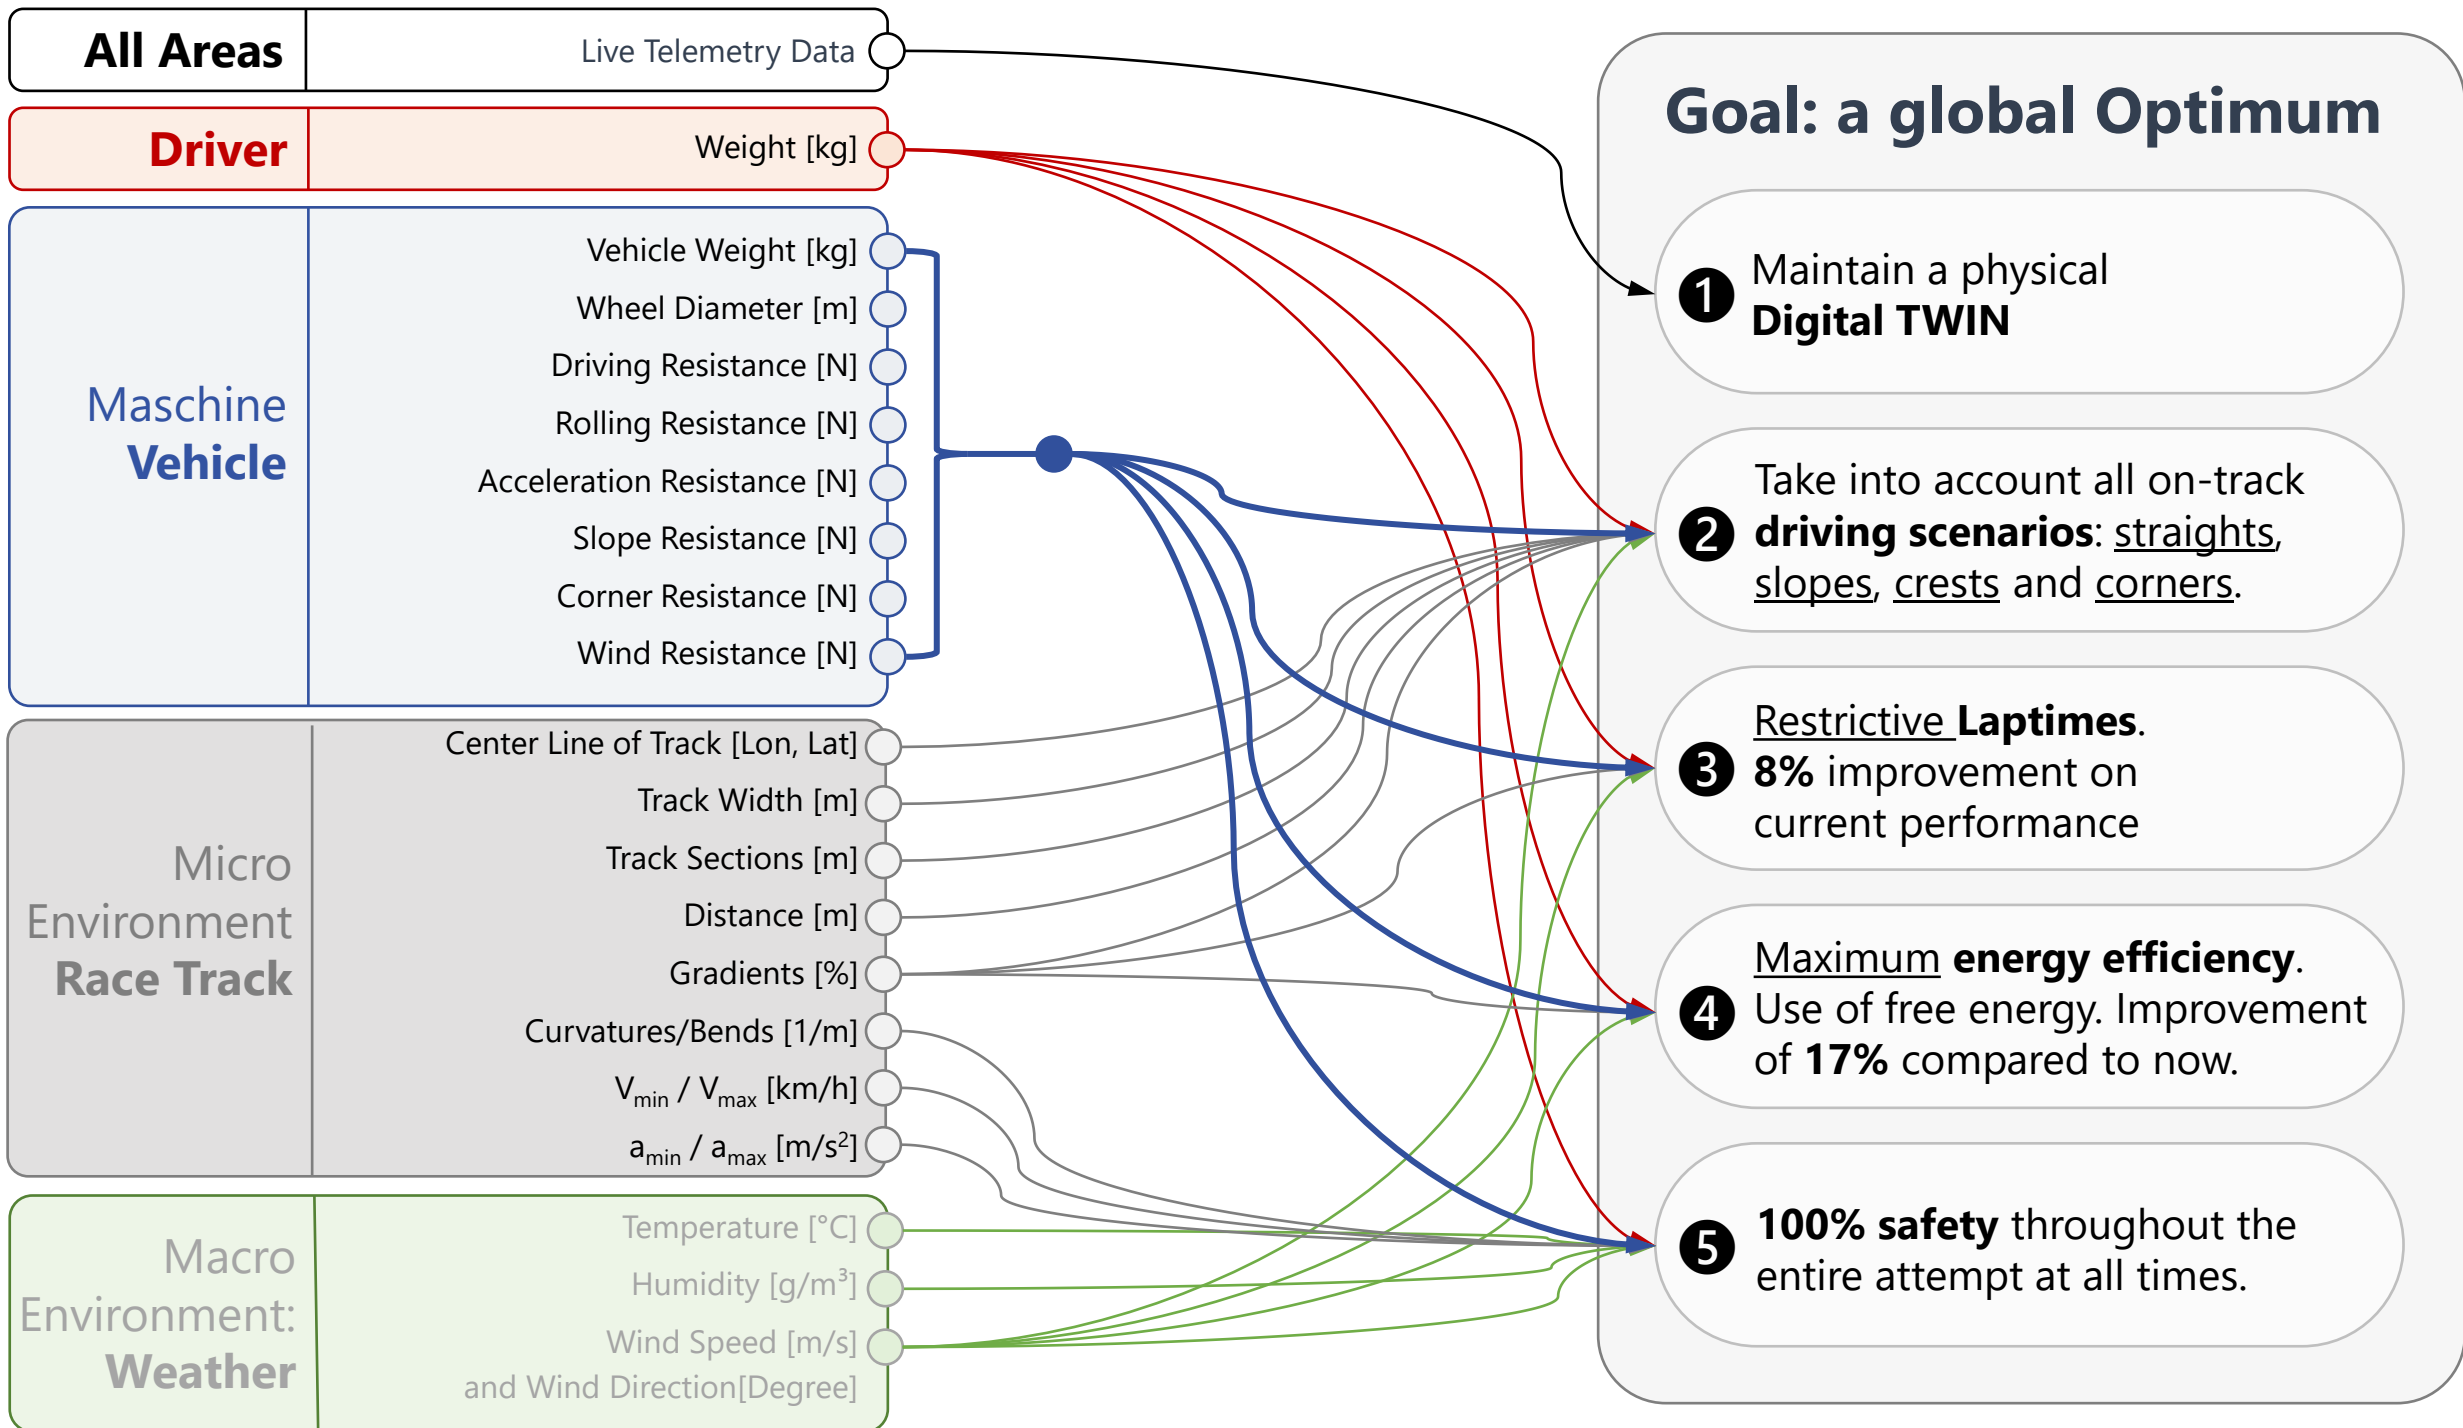 All Areas
Live Telemetry Data
Driver
Weight [kg]
Maschine
Vehicle
Vehicle Weight [kg]
Wheel Diameter [m]
Driving Resistance [N]
Rolling Resistance [N]
Acceleration Resistance [N]
Slope Resistance [N]
Corner Resistance [N]
Wind Resistance [N]
Micro
Environment
Race Track
Center Line of Track [Lon, Lat]
Track Width [m]
Track Sections [m]
Distance [m]
Gradients [%]
Curvatures/Bends [1/m]
Vmin / Vmax [km/h]
amin / amax [m/s²]
Macro
Environment:
Weather
Temperature [°C]
Humidity [g/m³]
Wind Speed [m/s]
and Wind Direction[Degree]
Goal: a global Optimum
1
Maintain a physical
Digital TWIN
2
Take into account all on-track
driving scenarios: straights,
slopes, crests and corners.
3
Restrictive Laptimes.
8% improvement on
current performance
4
Maximum energy efficiency.
Use of free energy. Improvement
of 17% compared to now.
5
100% safety throughout the
entire attempt at all times.